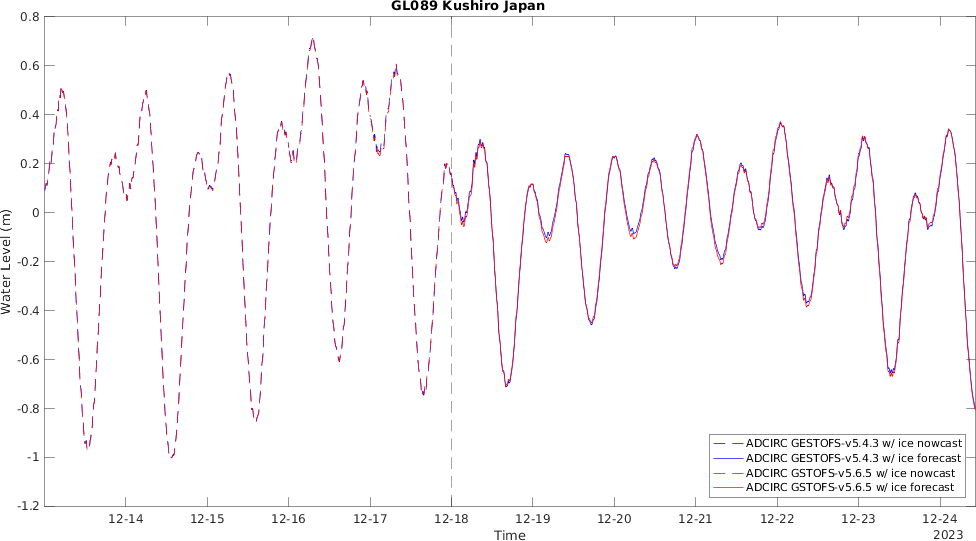 GL089 Kushiro Japan
0.8
0.6
0.4
0.2
0
-0.2
-0.4
-0.6
-0.8
-1
-1.2
Water Level (m)
ADCIRC GESTOFS-v5.4.3 w/ ice nowcast
ADCIRC GESTOFS-v5.4.3 w/ ice forecast
ADCIRC GSTOFS-v5.6.5 w/ ice nowcast
ADCIRC GSTOFS-v5.6.5 w/ ice forecast
12-14 12-15 12-16 12-17 12-18 12-19 12-20 12-21 12-22 12-23 12-24
2023
Time